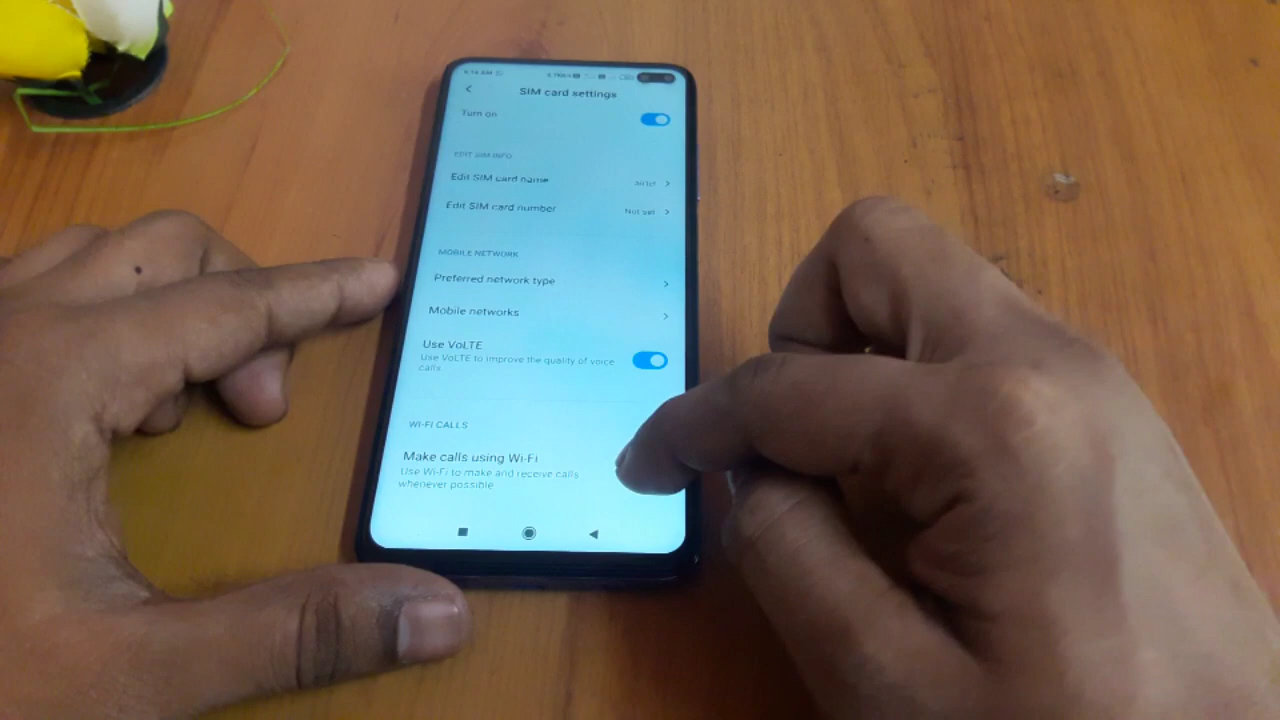 SIM card settings
Turn on
EDIT SIM INFO
Edit SIM card name
Edit SIM card number
Not set
MOBILE NETWORK
Preferred network type
Mobile networks
Use VoLTE
Use VoLTE to improve the quality of voice
calls
WI-FI CALLS
Make calls using Wi-Fi
Use Wi-Fi to make and receive calls
whenever possible